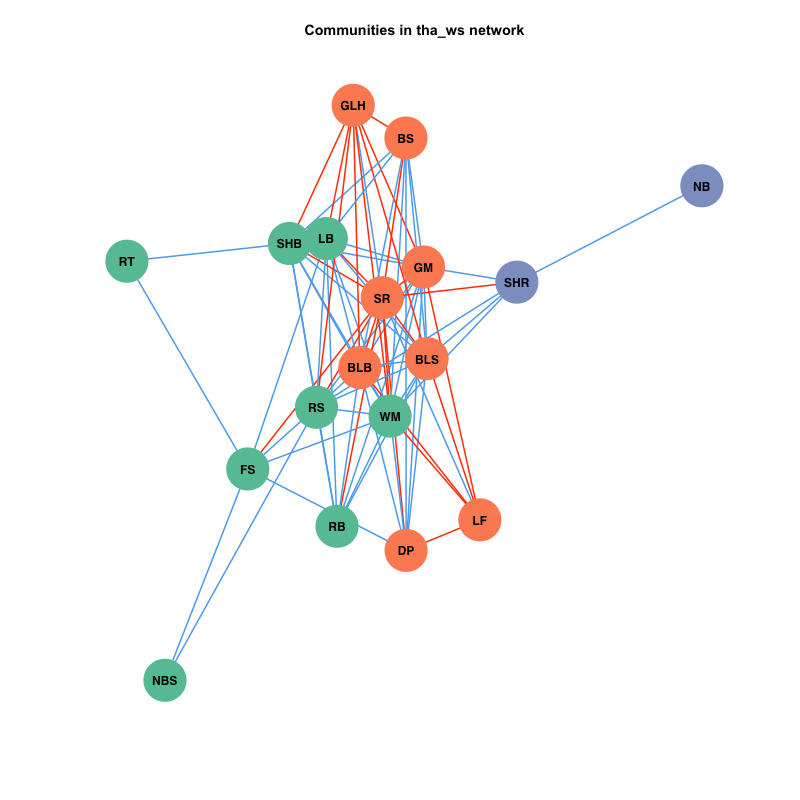 Communities in tha_ws network
GLH
BS
NB
LB
SHB
RT
GM
SHR
SR
BLS
BLB
RS
WM
FS
LF
RB
DP
NBS